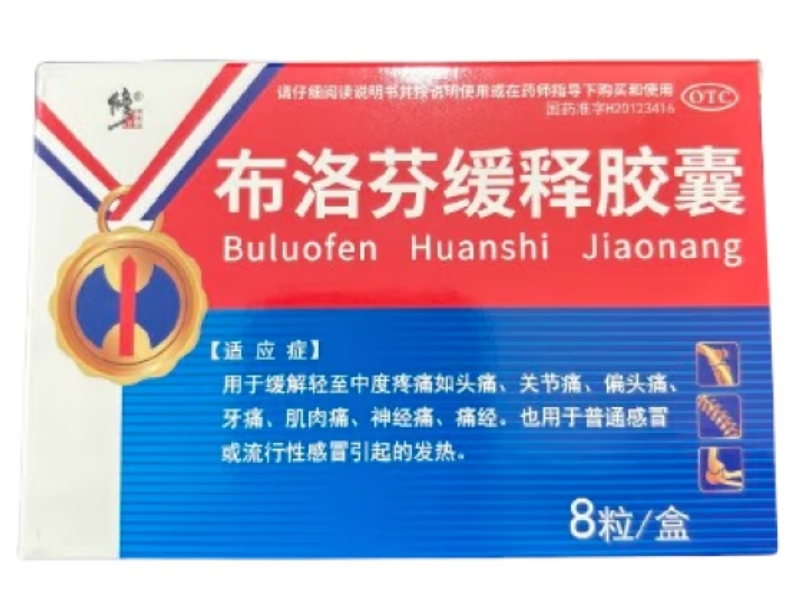 修
请仔细阅读说明书并按说明使用或在药师指导下购买和使用
国药准字H20123416
OTC
布洛芬缓释胶囊
Buluofen Huanshi Jiaonang
【适应症】
用于缓解轻至中度疼痛如头痛、关节痛、偏头痛、
牙痛、肌肉痛、神经痛、痛经。也用于普通感冒
或流行性感冒引起的发热。
8粒/盒